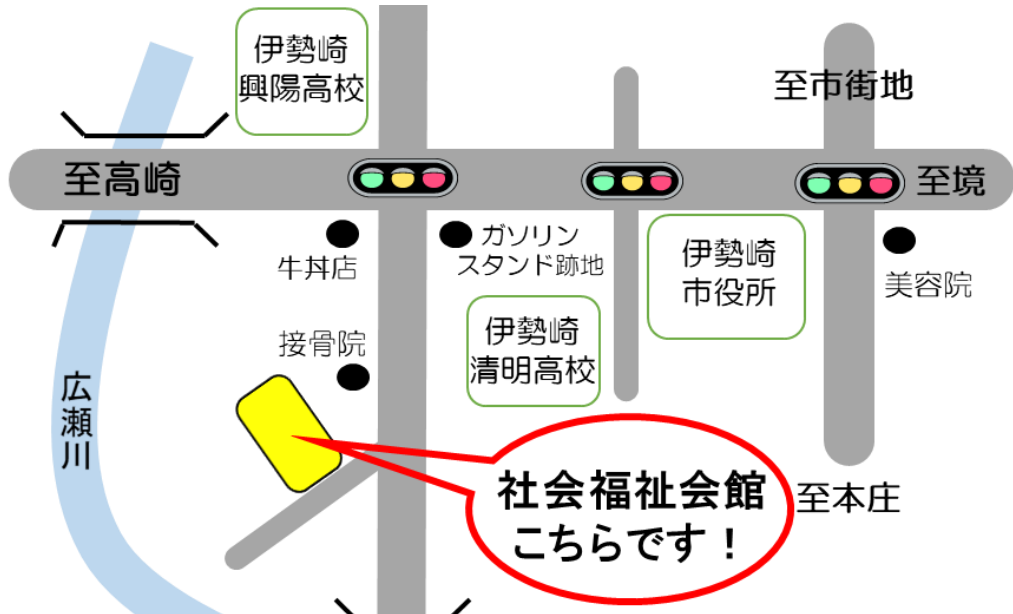 伊勢崎
興陽高校
至市街地
至高崎
至境
牛丼店
ガソリン
スタンド跡地
伊勢崎
市役所
美容院
接骨院
伊勢崎
清明高校
広瀬川
社会福祉会館
こちらです！
至本庄